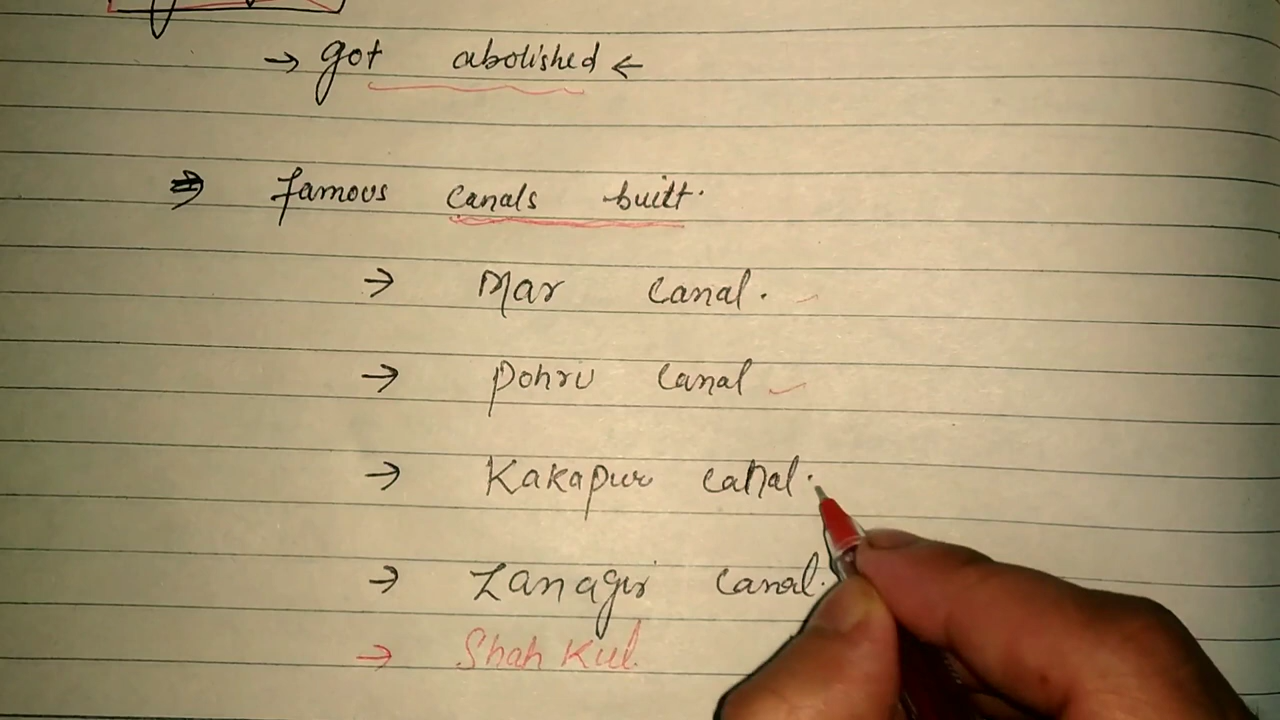 → got abolished ←
⇒ famous canals built.
→ Mar canal.
→ Pohru canal
→ Kakapur canal.
→ Zanagir canal.
→ Shah Kul.